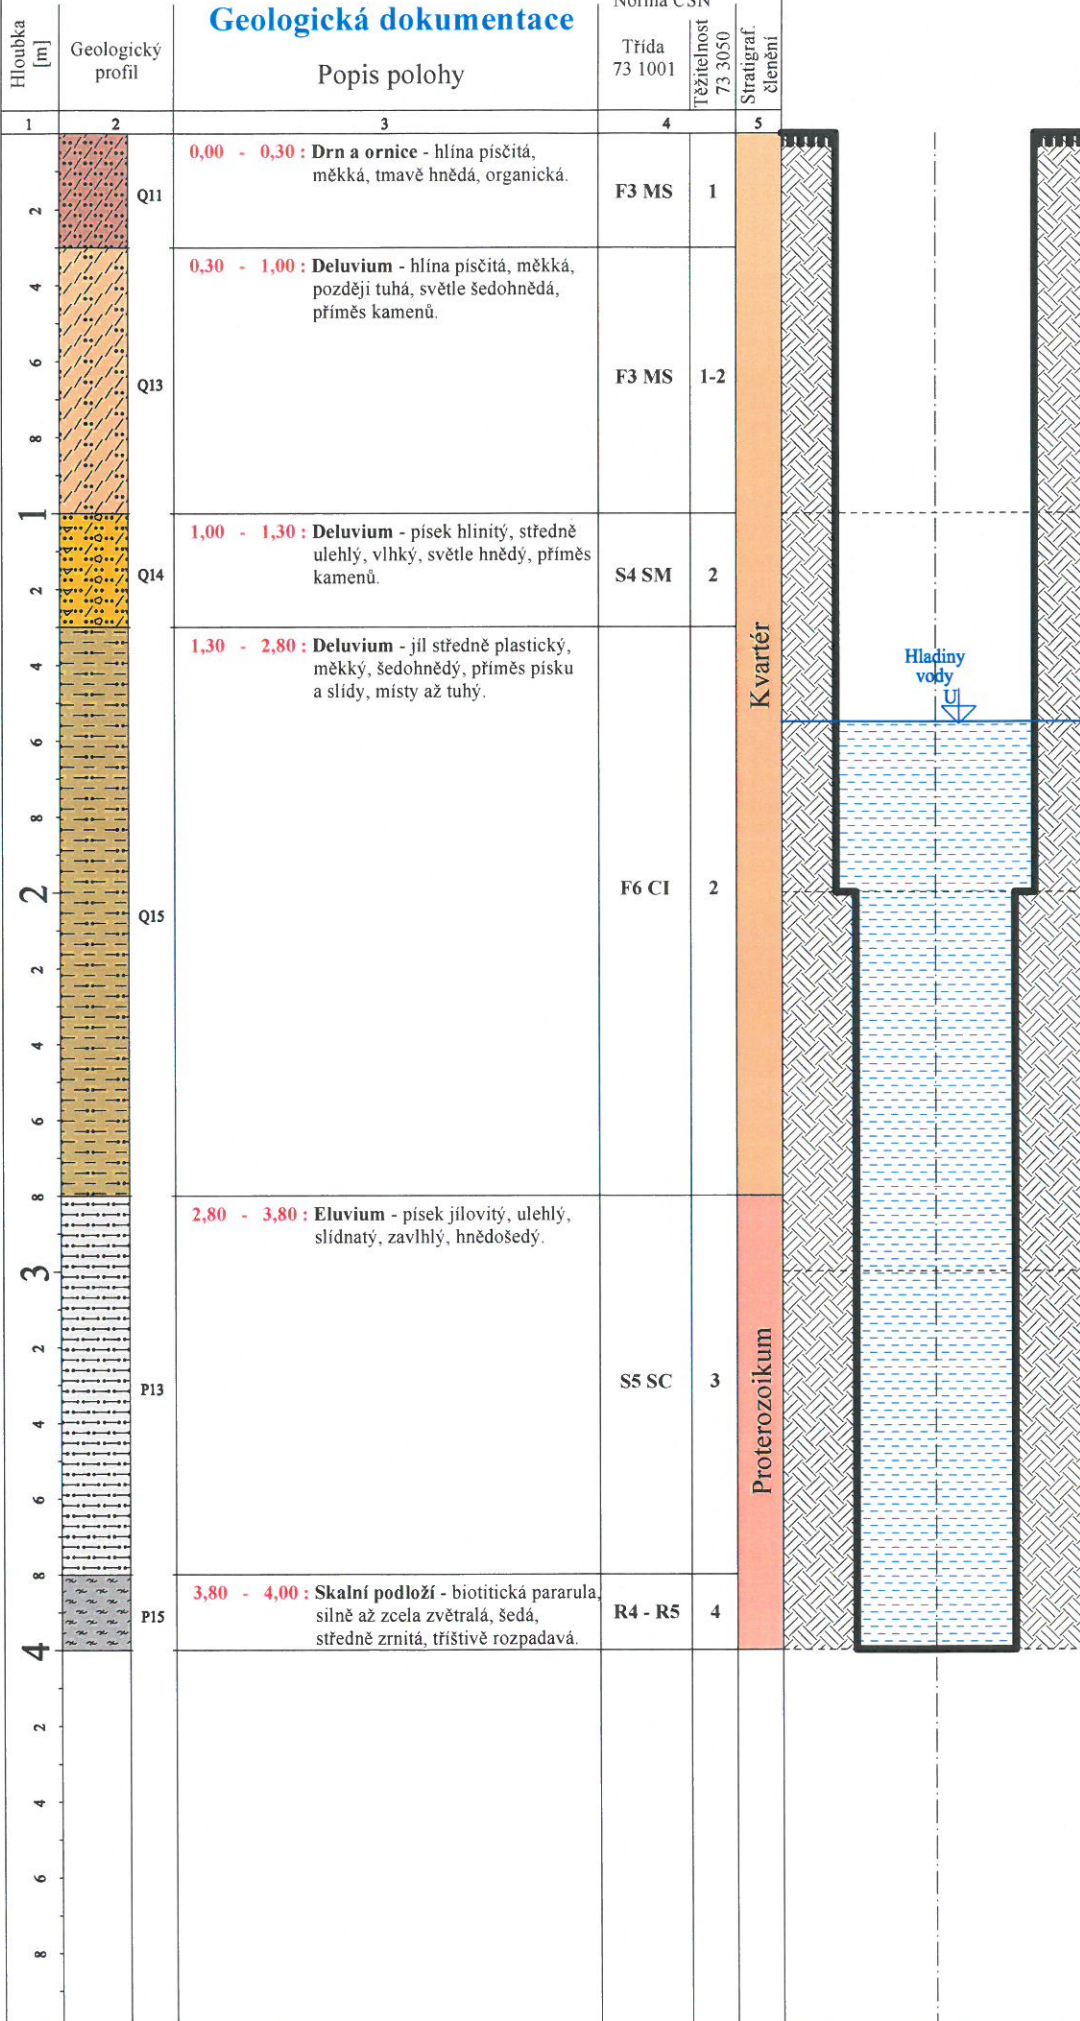 Norma ČSN
Geologická dokumentace
Hloubka
[m]
Geologický
profil
Popis polohy
Třída
73 1001
Těžitelnost
73 3050
Stratigraf.
členění
1 2 3 4 5
0,00 - 0,30 : Drn a ornice - hlína písčitá,
měkká, tmavě hnědá, organická.
Q11
F3 MS 1
2
0,30 - 1,00 : Deluvium - hlína písčitá, měkká,
později tuhá, světle šedohnědá,
příměs kamenů.
4
6
Q13
F3 MS 1-2
8
1
1,00 - 1,30 : Deluvium - písek hlinitý, středně
ulehlý, vlhký, světle hnědý, příměs
kamenů.
Q14
S4 SM 2
2
1,30 - 2,80 : Deluvium - jíl středně plastický,
měkký, šedohnědý, příměs písku
a slídy, místy až tuhý.
4
Kvartér
Hladiny
vody
U
6
8
2
Q15
F6 CI 2
2
4
6
8
2,80 - 3,80 : Eluvium - písek jílovitý, ulehlý,
slídnatý, zavlhlý, hnědošedý.
3
2
P13
S5 SC 3
Proterozoikum
4
6
8
3,80 - 4,00 : Skalní podloží - biotitická pararula,
silně až zcela zvětralá, šedá,
středně zrnitá, tříštivě rozpadavá.
P15
R4 - R5 4
4
2
4
6
8